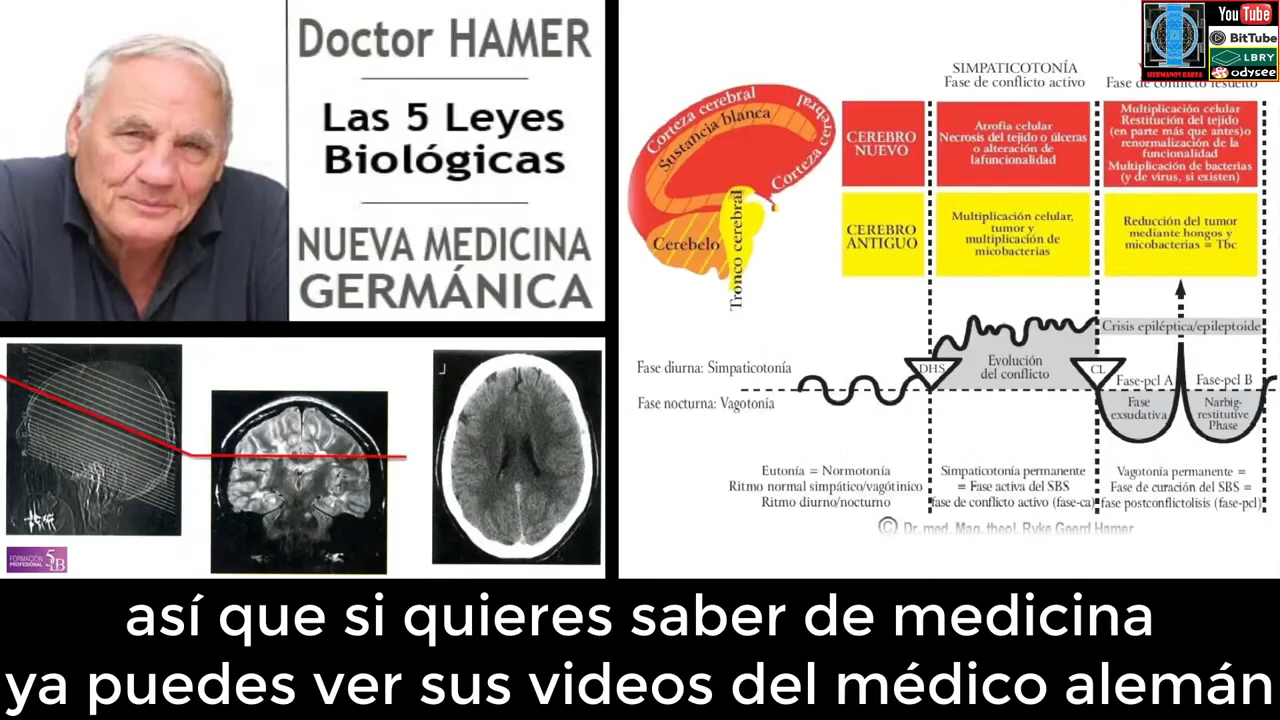 Doctor HAMER
Las 5 Leyes
Biológicas
NUEVA MEDICINA
GERMÁNICA
FORMACIÓN
PROFESIONAL
YouTube
BitTube
LBRY
odysee
SIMPATICOTONÍA
Fase de conflicto activo
Fase de conflicto resuelto
Corteza cerebral
Sustancia blanca
Corteza cerebral
Cerebelo
Tronco cerebral
CEREBRO
NUEVO
Atrofia celular
Necrosis del tejido o úlceras
o alteración de
lafuncionalidad
Multiplicación celular
Restitución del tejido
(en parte más que antes)o
renormalización de la
funcionalidad
Multiplicación de bacterias
(y de virus, si existen)
CEREBRO
ANTIGUO
Multiplicación celular,
tumor y
multiplicación de
micobacterias
Reducción del tumor
mediante hongos y
micobacterias = Tbc
Crisis epiléptica/epileptoide
Fase diurna: Simpaticotonía
Fase nocturna: Vagotonía
DHS
Evolución
del conflicto
CL
Fase-pcl A
Fase-pcl B
Fase
exsudativa
Narbig-
restitutive
Phase
Eutonía = Normotonía
Ritmo normal simpático/vagótinico
Ritmo diurno/nocturno
Simpaticotonía permanente
= Fase activa del SBS
fase de conflicto activo (fase-ca)
Vagotonía permanente =
Fase de curación del SBS =
fase postconflictolisis (fase-pcl)
© Dr. med. Mag. theol. Ryke Geerd Hamer
así que si quieres saber de medicina
ya puedes ver sus videos del médico alemán